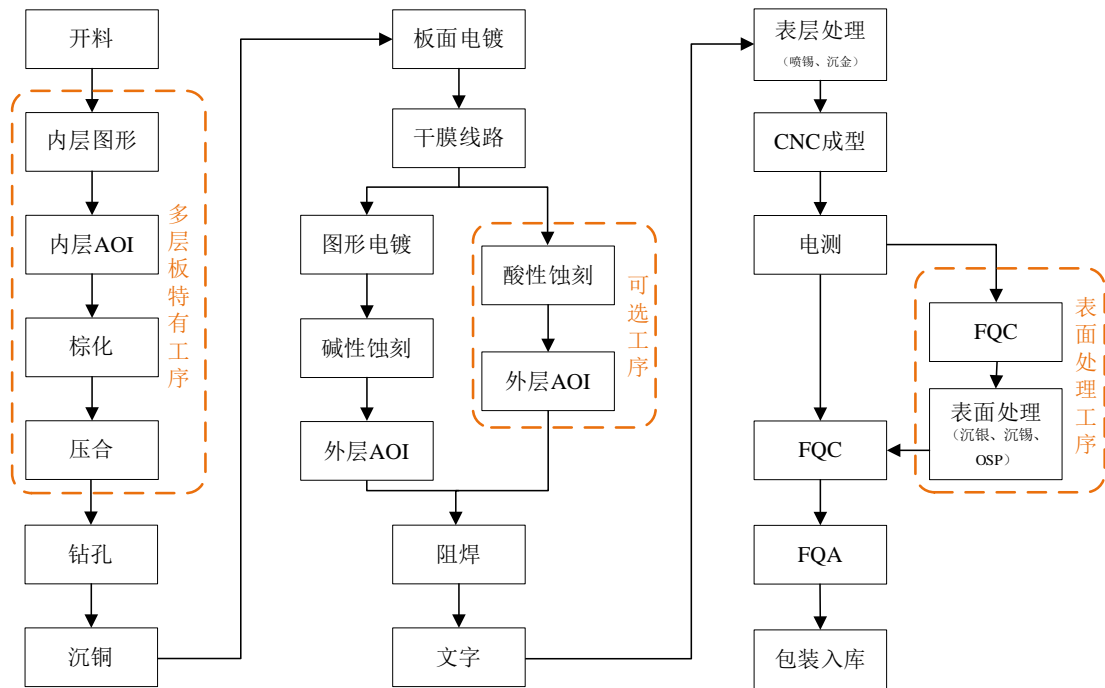 开料
内层图形
内层AOI
棕化
压合
多层板特有工序
钻孔
沉铜
板面电镀
干膜线路
图形电镀
碱性蚀刻
外层AOI
酸性蚀刻
外层AOI
可选工序
阻焊
文字
表层处理
（喷锡、沉金）
CNC成型
电测
FQC
表面处理
（沉银、沉锡、
OSP）
表面处理工序
FQC
FQA
包装入库